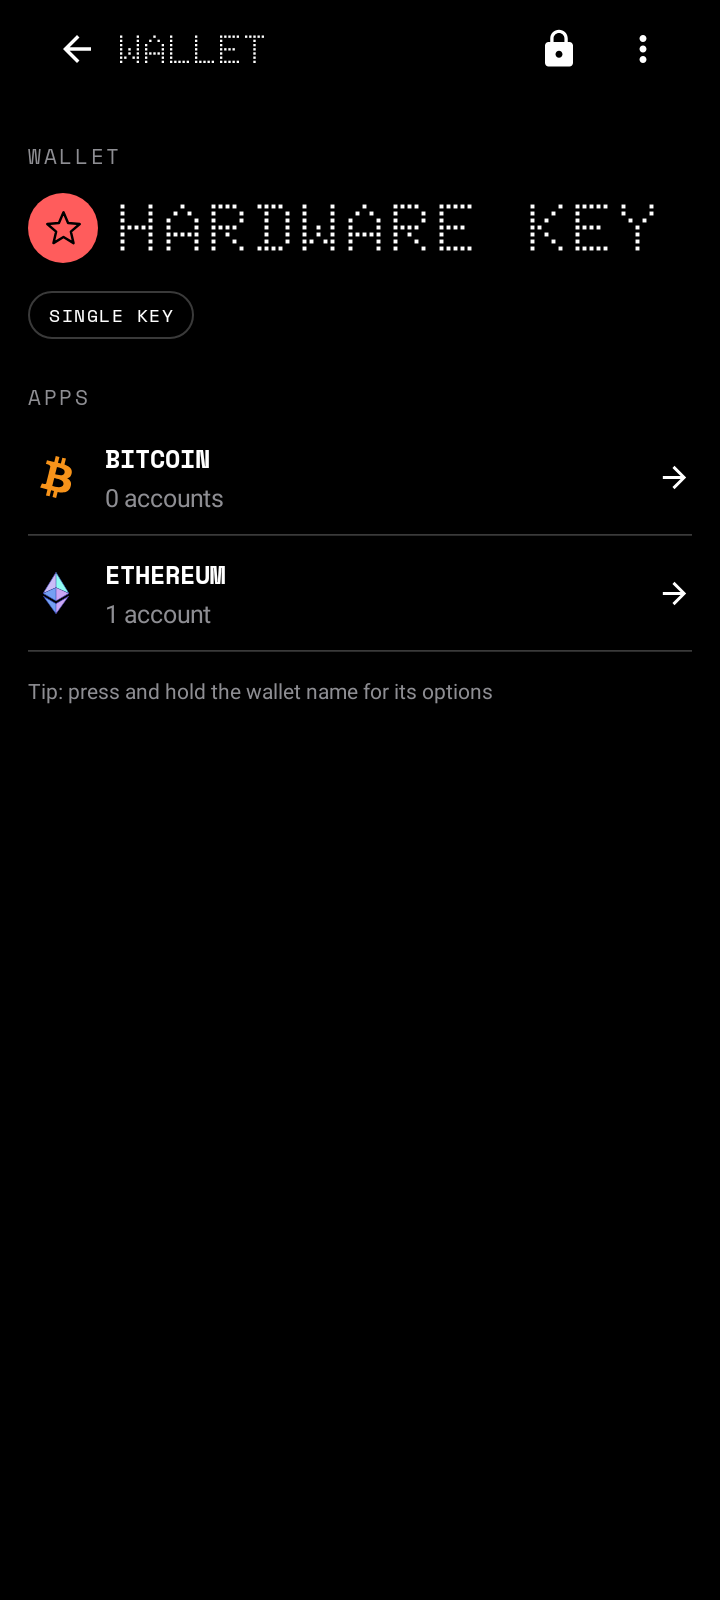 WALLET
WALLET
HARDWARE KEY
SINGLE KEY
APPS
BITCOIN
0 accounts
ETHEREUM
1 account
Tip: press and hold the wallet name for its options